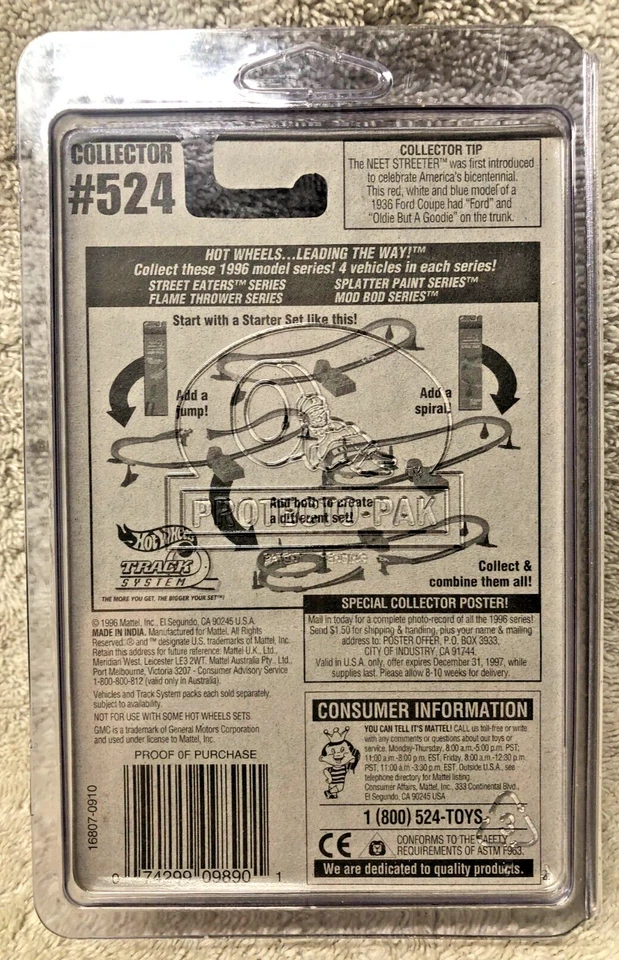 COLLECTOR
#524
COLLECTOR TIP
The NEET STREETER™ was first introduced
to celebrate America's bicentennial.
This red, white and blue model of a
1936 Ford Coupe had "Ford" and
"Oldie But A Goodie" on the trunk.
HOT WHEELS...LEADING THE WAY!™
Collect these 1996 model series! 4 vehicles in each series!
STREET EATERS™ SERIES
SPLATTER PAINT SERIES™
FLAME THROWER SERIES
MOD BOD SERIES™
Start with a Starter Set like this!
Add a
jump!
Add a
spiral!
Add both to create
a different set!
PROTECTO-PAK
Hot Wheels
TRACK
SYSTEM
THE MORE YOU GET, THE BIGGER YOUR SET™!
Collect &
combine them all!
© 1996 Mattel, Inc., El Segundo, CA 90245 U.S.A.
MADE IN INDIA. Manufactured for Mattel. All Rights
Reserved. ® and ™ designate U.S. trademarks of Mattel, Inc.
Retain this address for future reference: Mattel U.K., Ltd.,
Meridian West, Leicester LE3 2WT. Mattel Australia Pty., Ltd.,
Port Melbourne, Victoria 3207 - Consumer Advisory Service
1-800-800-812 (valid only in Australia).
Vehicles and Track System packs each sold separately,
subject to availability.
NOT FOR USE WITH SOME HOT WHEELS SETS.
GMC is a trademark of General Motors Corporation
and used under license to Mattel, Inc.
PROOF OF PURCHASE
16807-0910
0 74299 09890 1
SPECIAL COLLECTOR POSTER!
Mail in today for a complete photo-record of all the 1996 series!
Send $1.50 for shipping & handling, plus your name & mailing
address to: POSTER OFFER, P.O. BOX 3933,
CITY OF INDUSTRY, CA 91744.
Valid in U.S.A. only, offer expires December 31, 1997, while
supplies last. Please allow 8-10 weeks for delivery.
CONSUMER INFORMATION
YOU CAN TELL IT'S MATTEL! CALL us toll-free or write
with any comments or questions about our toys or
service. Monday-Thursday, 8:00 a.m.-5:00 p.m. PST,
11:00 a.m.-8:00 p.m. EST; Friday, 8:00 a.m.-12:30 p.m.
PST, 11:00 a.m.-3:30 p.m. EST. Outside U.S.A., see
telephone directory for Mattel listing.
Consumer Affairs, Mattel, Inc., 333 Continental Blvd.,
El Segundo, CA 90245 USA
1 (800) 524-TOYS
CE
CONFORMS TO THE SAFETY
REQUIREMENTS OF ASTM F963.
We are dedicated to quality products.